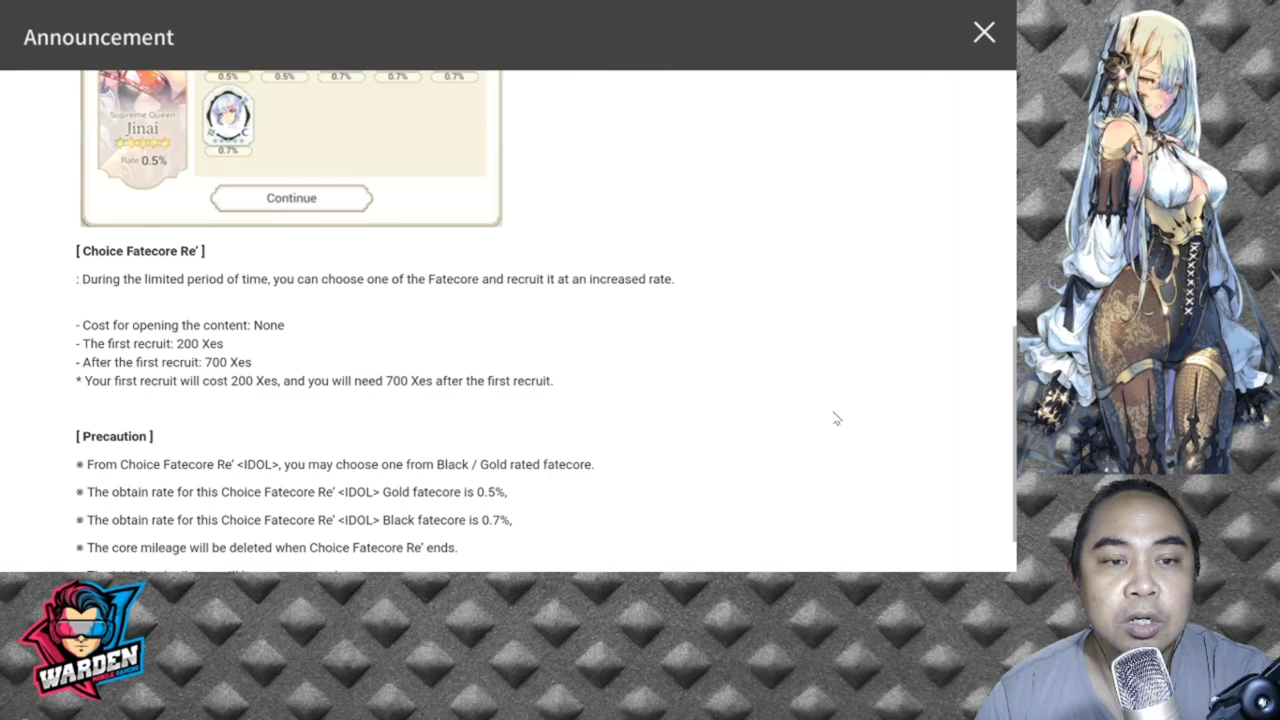 Announcement
0.5% 0.5% 0.7% 0.7% 0.7%
Supreme Queen
Jinai
Rate 0.5%
C
0.7%
Continue
[ Choice Fatecore Re' ]
: During the limited period of time, you can choose one of the Fatecore and recruit it at an increased rate.
- Cost for opening the content: None
- The first recruit: 200 Xes
- After the first recruit: 700 Xes
* Your first recruit will cost 200 Xes, and you will need 700 Xes after the first recruit.
[ Precaution ]
※ From Choice Fatecore Re' <IDOL>, you may choose one from Black / Gold rated fatecore.
※ The obtain rate for this Choice Fatecore Re' <IDOL> Gold fatecore is 0.5%,
※ The obtain rate for this Choice Fatecore Re' <IDOL> Black fatecore is 0.7%,
※ The core mileage will be deleted when Choice Fatecore Re' ends.
WARDEN
MOBILE GAMING